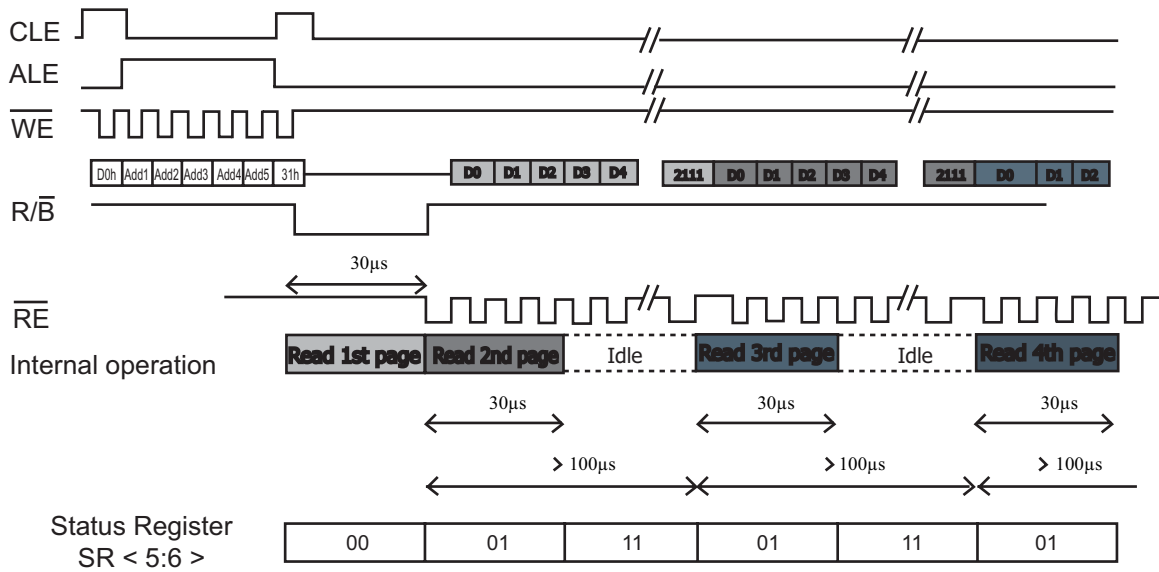 CLE
ALE
WE
D0h Add1 Add2 Add3 Add4 Add5 31h D0 D1 D2 D3 D4 2111 D0 D1 D2 D3 D4 2111 D0 D1 D2
R/B
30µs
RE
Internal operation Read 1st page Read 2nd page Idle Read 3rd page Idle Read 4th page
30µs 30µs 30µs
> 100µs > 100µs > 100µs
Status Register
SR < 5:6 >
00 01 11 01 11 01